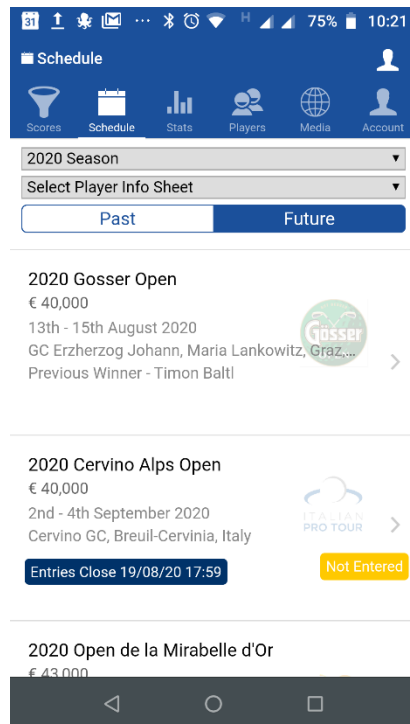 31 H 75% 10:21
Schedule
Scores Schedule Stats Players Media Account
2020 Season
Select Player Info Sheet
Past Future
2020 Gosser Open
€ 40,000
13th - 15th August 2020
GC Erzherzog Johann, Maria Lankowitz, Graz,...
Previous Winner - Timon Baltl
Gösser
2020 Cervino Alps Open
€ 40,000
2nd - 4th September 2020
Cervino GC, Breuil-Cervinia, Italy
ITALIAN
PRO TOUR
Entries Close 19/08/20 17:59
Not Entered
2020 Open de la Mirabelle d'Or
€ 43,000